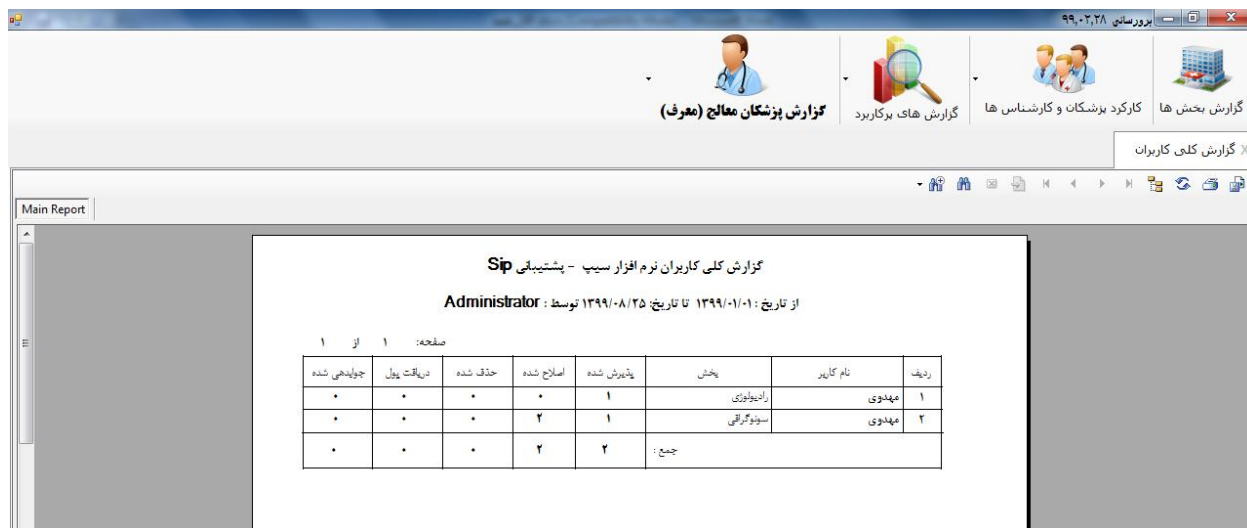 بروزرسانی ۹۹,۰۲,۲۸
گزارش بخش ها
کارکرد پزشکان و کارشناس ها
گزارش های پرکاربرد
گزارش پزشکان معالج (معرف)
X گزارش کلی کاربران
Main Report
گزارش کلی کاربران نرم افزار سیپ - پشتیبانی Sip
از تاریخ : ۱۳۹۹/۰۱/۰۱ تا تاریخ: ۱۳۹۹/۰۸/۲۵ توسط : Administrator
صفحه: ۱ از ۱
ردیف نام کاربر بخش پذیرش شده اصلاح شده حذف شده دریافت پول جوابدهی شده
۱ مهدوی رادیولوژی ۱ ۰ ۰ ۰ ۰
۲ مهدوی سونوگرافی ۱ ۲ ۰ ۰ ۰
جمع : ۲ ۲ ۰ ۰ ۰